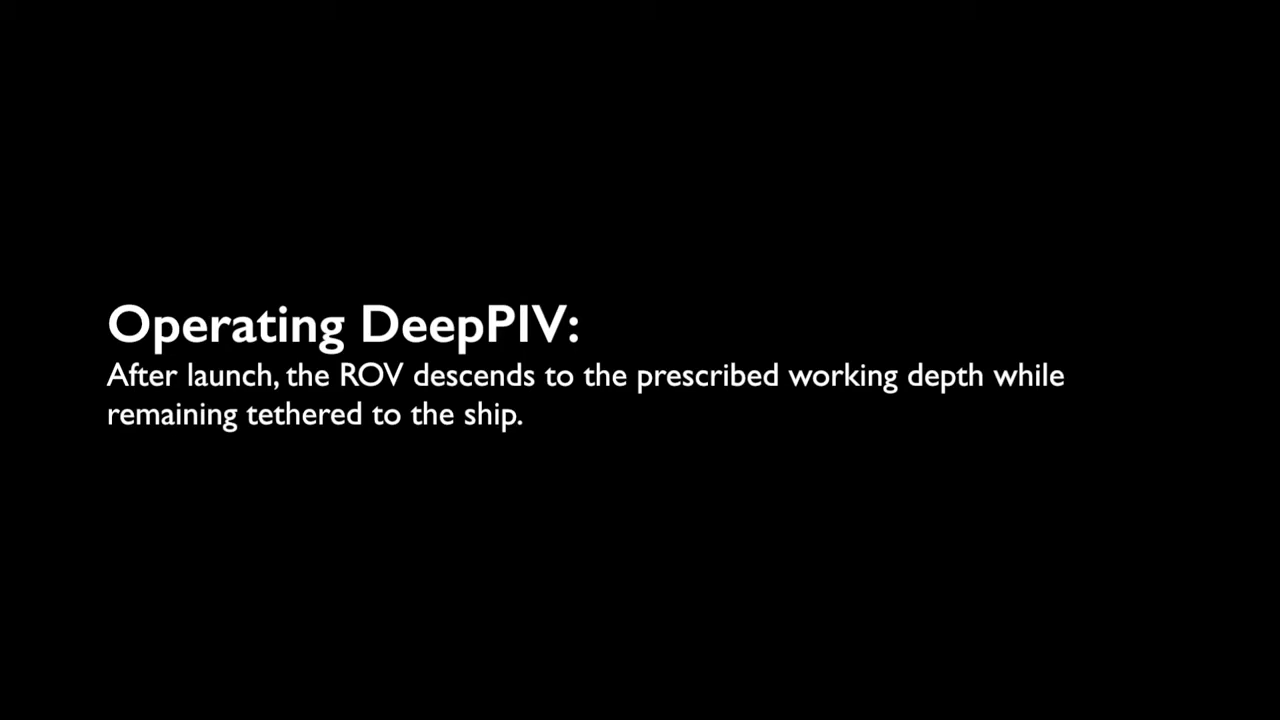 Operating DeepPIV:
After launch, the ROV descends to the prescribed working depth while
remaining tethered to the ship.